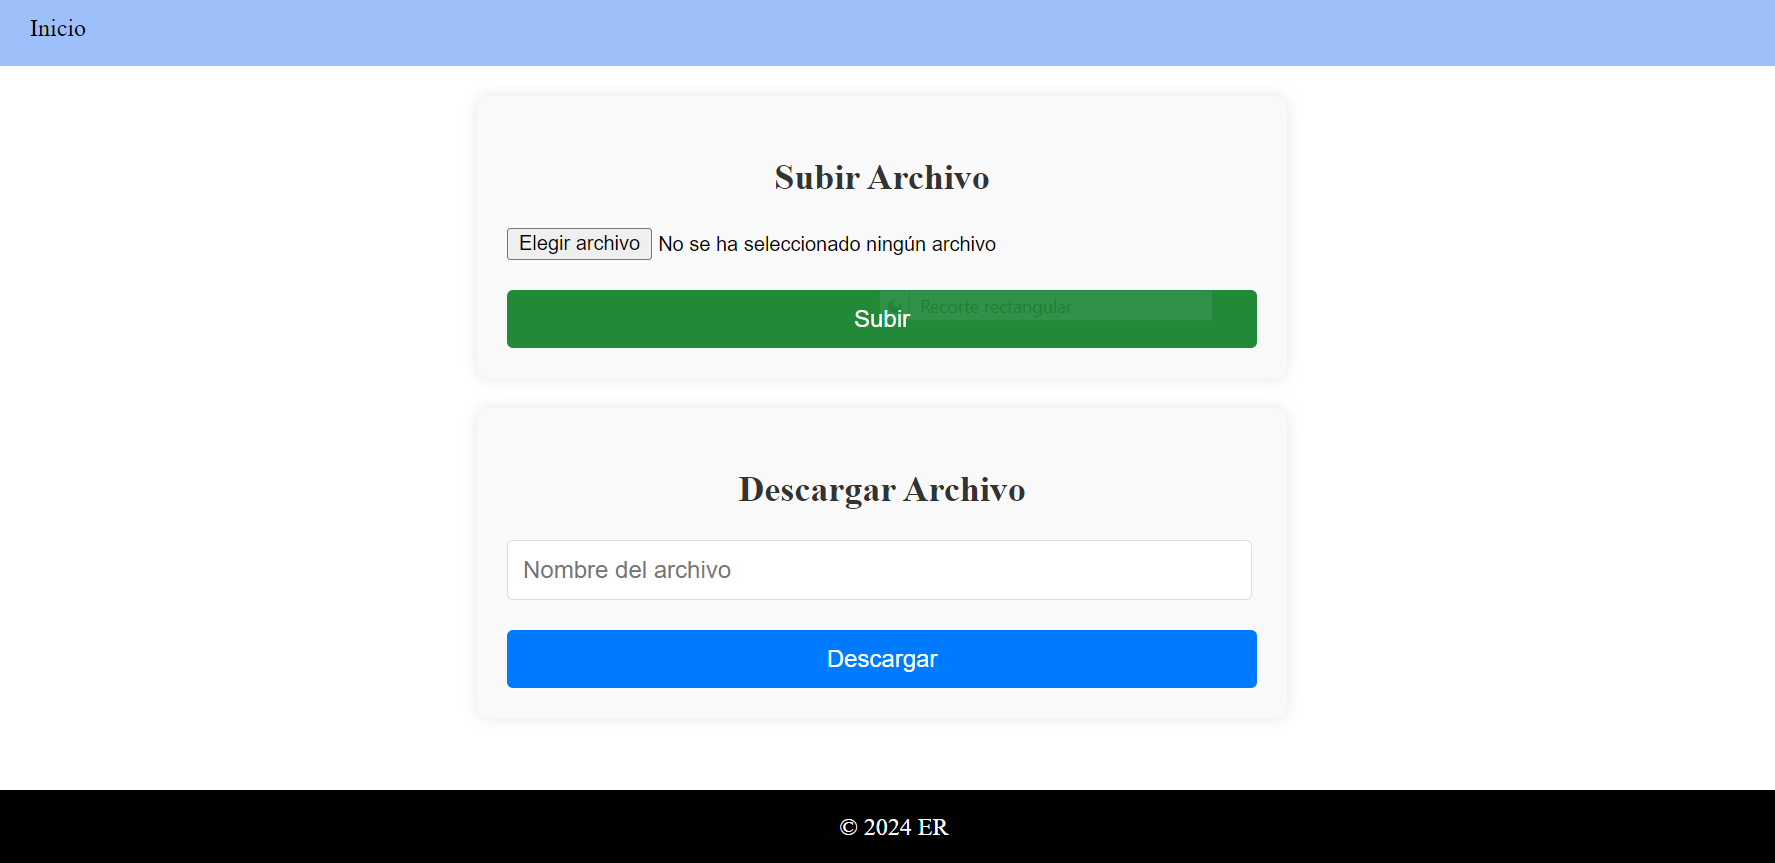 Inicio
Subir Archivo
Elegir archivo No se ha seleccionado ningún archivo
Recorte rectangular
Subir
Descargar Archivo
Nombre del archivo
Descargar
© 2024 ER